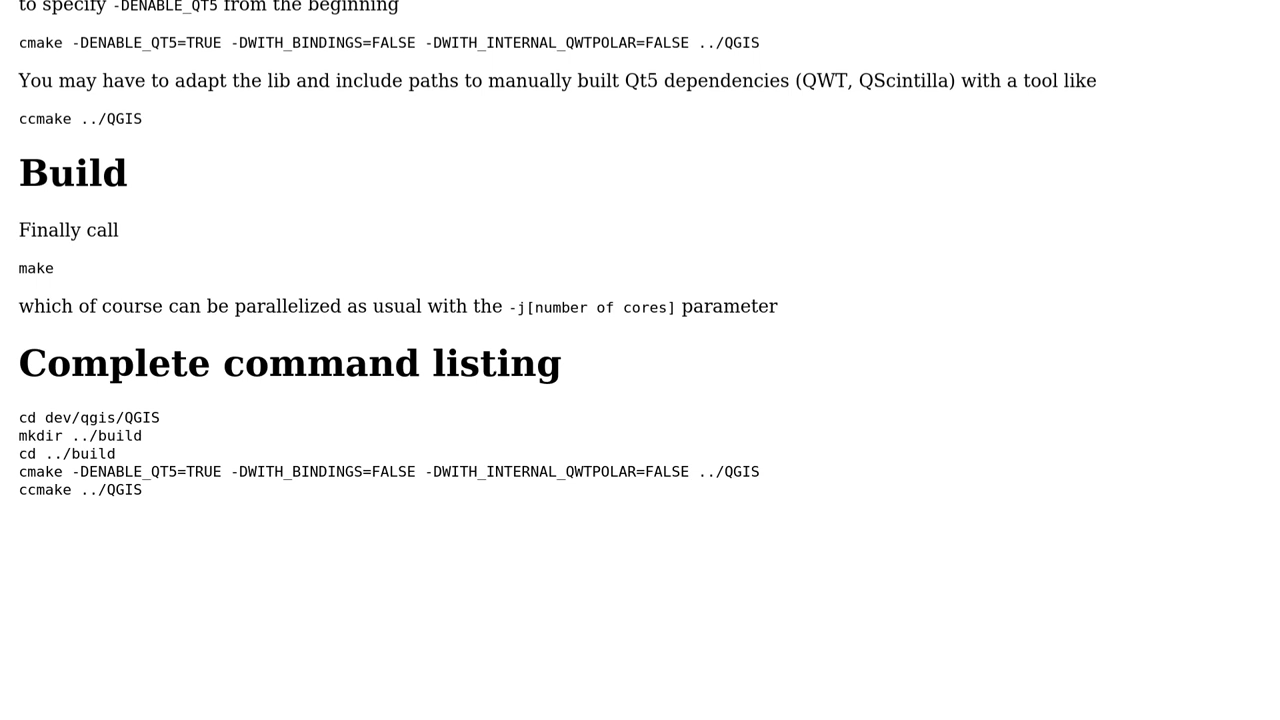 to specify -DENABLE_QT5 from the beginning
cmake -DENABLE_QT5=TRUE -DWITH_BINDINGS=FALSE -DWITH_INTERNAL_QWTPOLAR=FALSE ../QGIS
You may have to adapt the lib and include paths to manually built Qt5 dependencies (QWT, QScintilla) with a tool like
ccmake ../QGIS
Build
Finally call
make
which of course can be parallelized as usual with the -j[number of cores] parameter
Complete command listing
cd dev/qgis/QGIS
mkdir ../build
cd ../build
cmake -DENABLE_QT5=TRUE -DWITH_BINDINGS=FALSE -DWITH_INTERNAL_QWTPOLAR=FALSE ../QGIS
ccmake ../QGIS